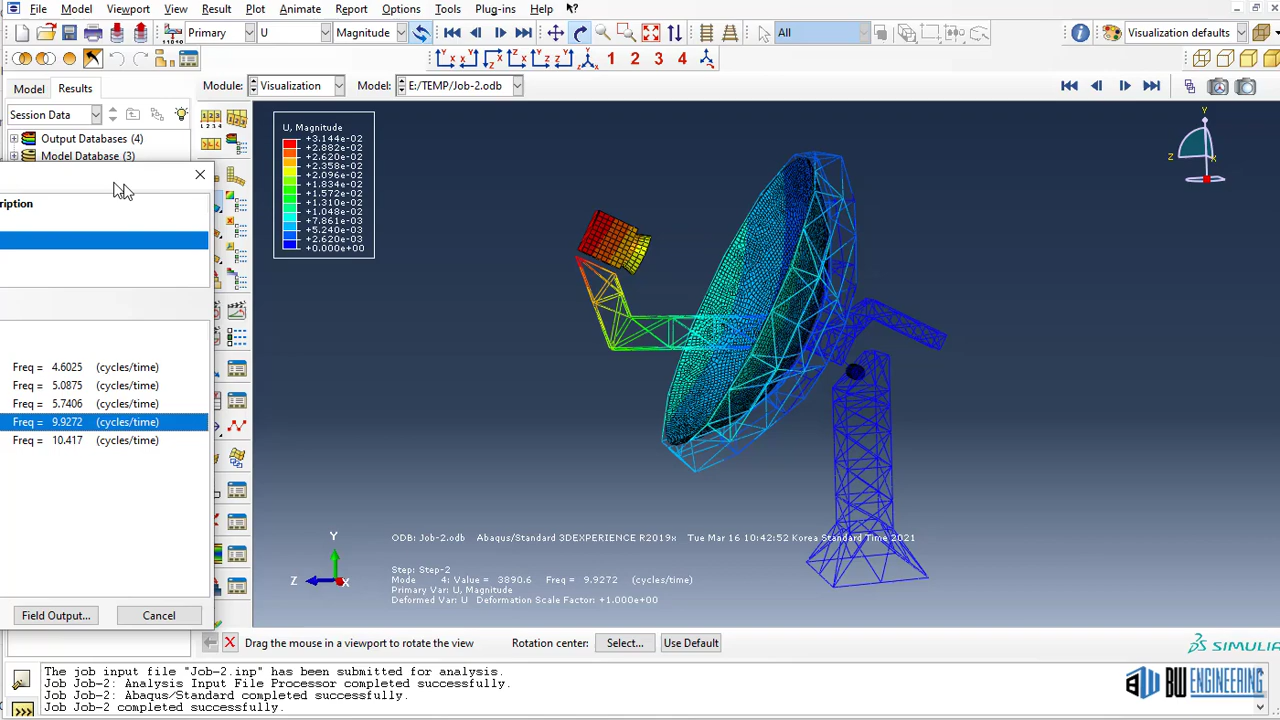 File Model Viewport View Result Plot Animate Report Options Tools Plug-ins Help
Primary U Magnitude All Visualization defaults
1 2 3 4
Model Results Module: Visualization Model: E:/TEMP/Job-2.odb
Session Data
Output Databases (4)
Model Database (3)
ription
Freq = 4.6025 (cycles/time)
Freq = 5.0875 (cycles/time)
Freq = 5.7406 (cycles/time)
Freq = 9.9272 (cycles/time)
Freq = 10.417 (cycles/time)
Field Output... Cancel
U, Magnitude
+3.144e-02
+2.882e-02
+2.620e-02
+2.358e-02
+2.096e-02
+1.834e-02
+1.572e-02
+1.310e-02
+1.048e-02
+7.861e-03
+5.240e-03
+2.620e-03
+0.000e+00
Y
Z X
Y
Z X
ODB: Job-2.odb Abaqus/Standard 3DEXPERIENCE R2019x Tue Mar 16 10:42:52 Korea Standard Time 2021
Step: Step-2
Mode 4: Value = 3890.6 Freq = 9.9272 (cycles/time)
Primary Var: U, Magnitude
Deformed Var: U Deformation Scale Factor: +1.000e+00
Drag the mouse in a viewport to rotate the view Rotation center: Select... Use Default
SIMULIA
The job input file "Job-2.inp" has been submitted for analysis.
Job Job-2: Analysis Input File Processor completed successfully.
Job Job-2: Abaqus/Standard completed successfully.
Job Job-2 completed successfully.
BW ENGINEERING